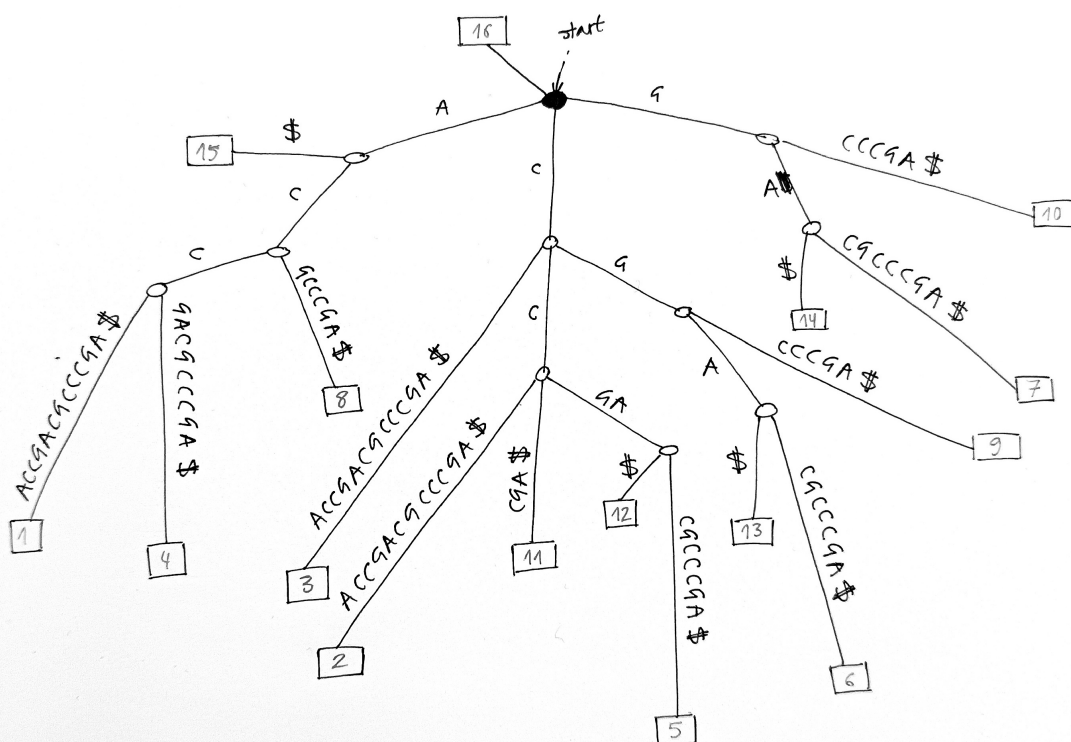 16
start
A
G
$
15
C
CCCGA$
10
C
A
C
G
$
14
CGCCCGA$
7
GCCCGA$
8
ACCGACGCCCGA$
1
GACGCCCGA$
4
C
ACCGACGCCCGA$
3
A
CCCGA$
9
ACCGACGCCCGA$
2
CGA$
11
GA
$
12
CGCCCGA$
5
$
13
CGCCCGA$
6